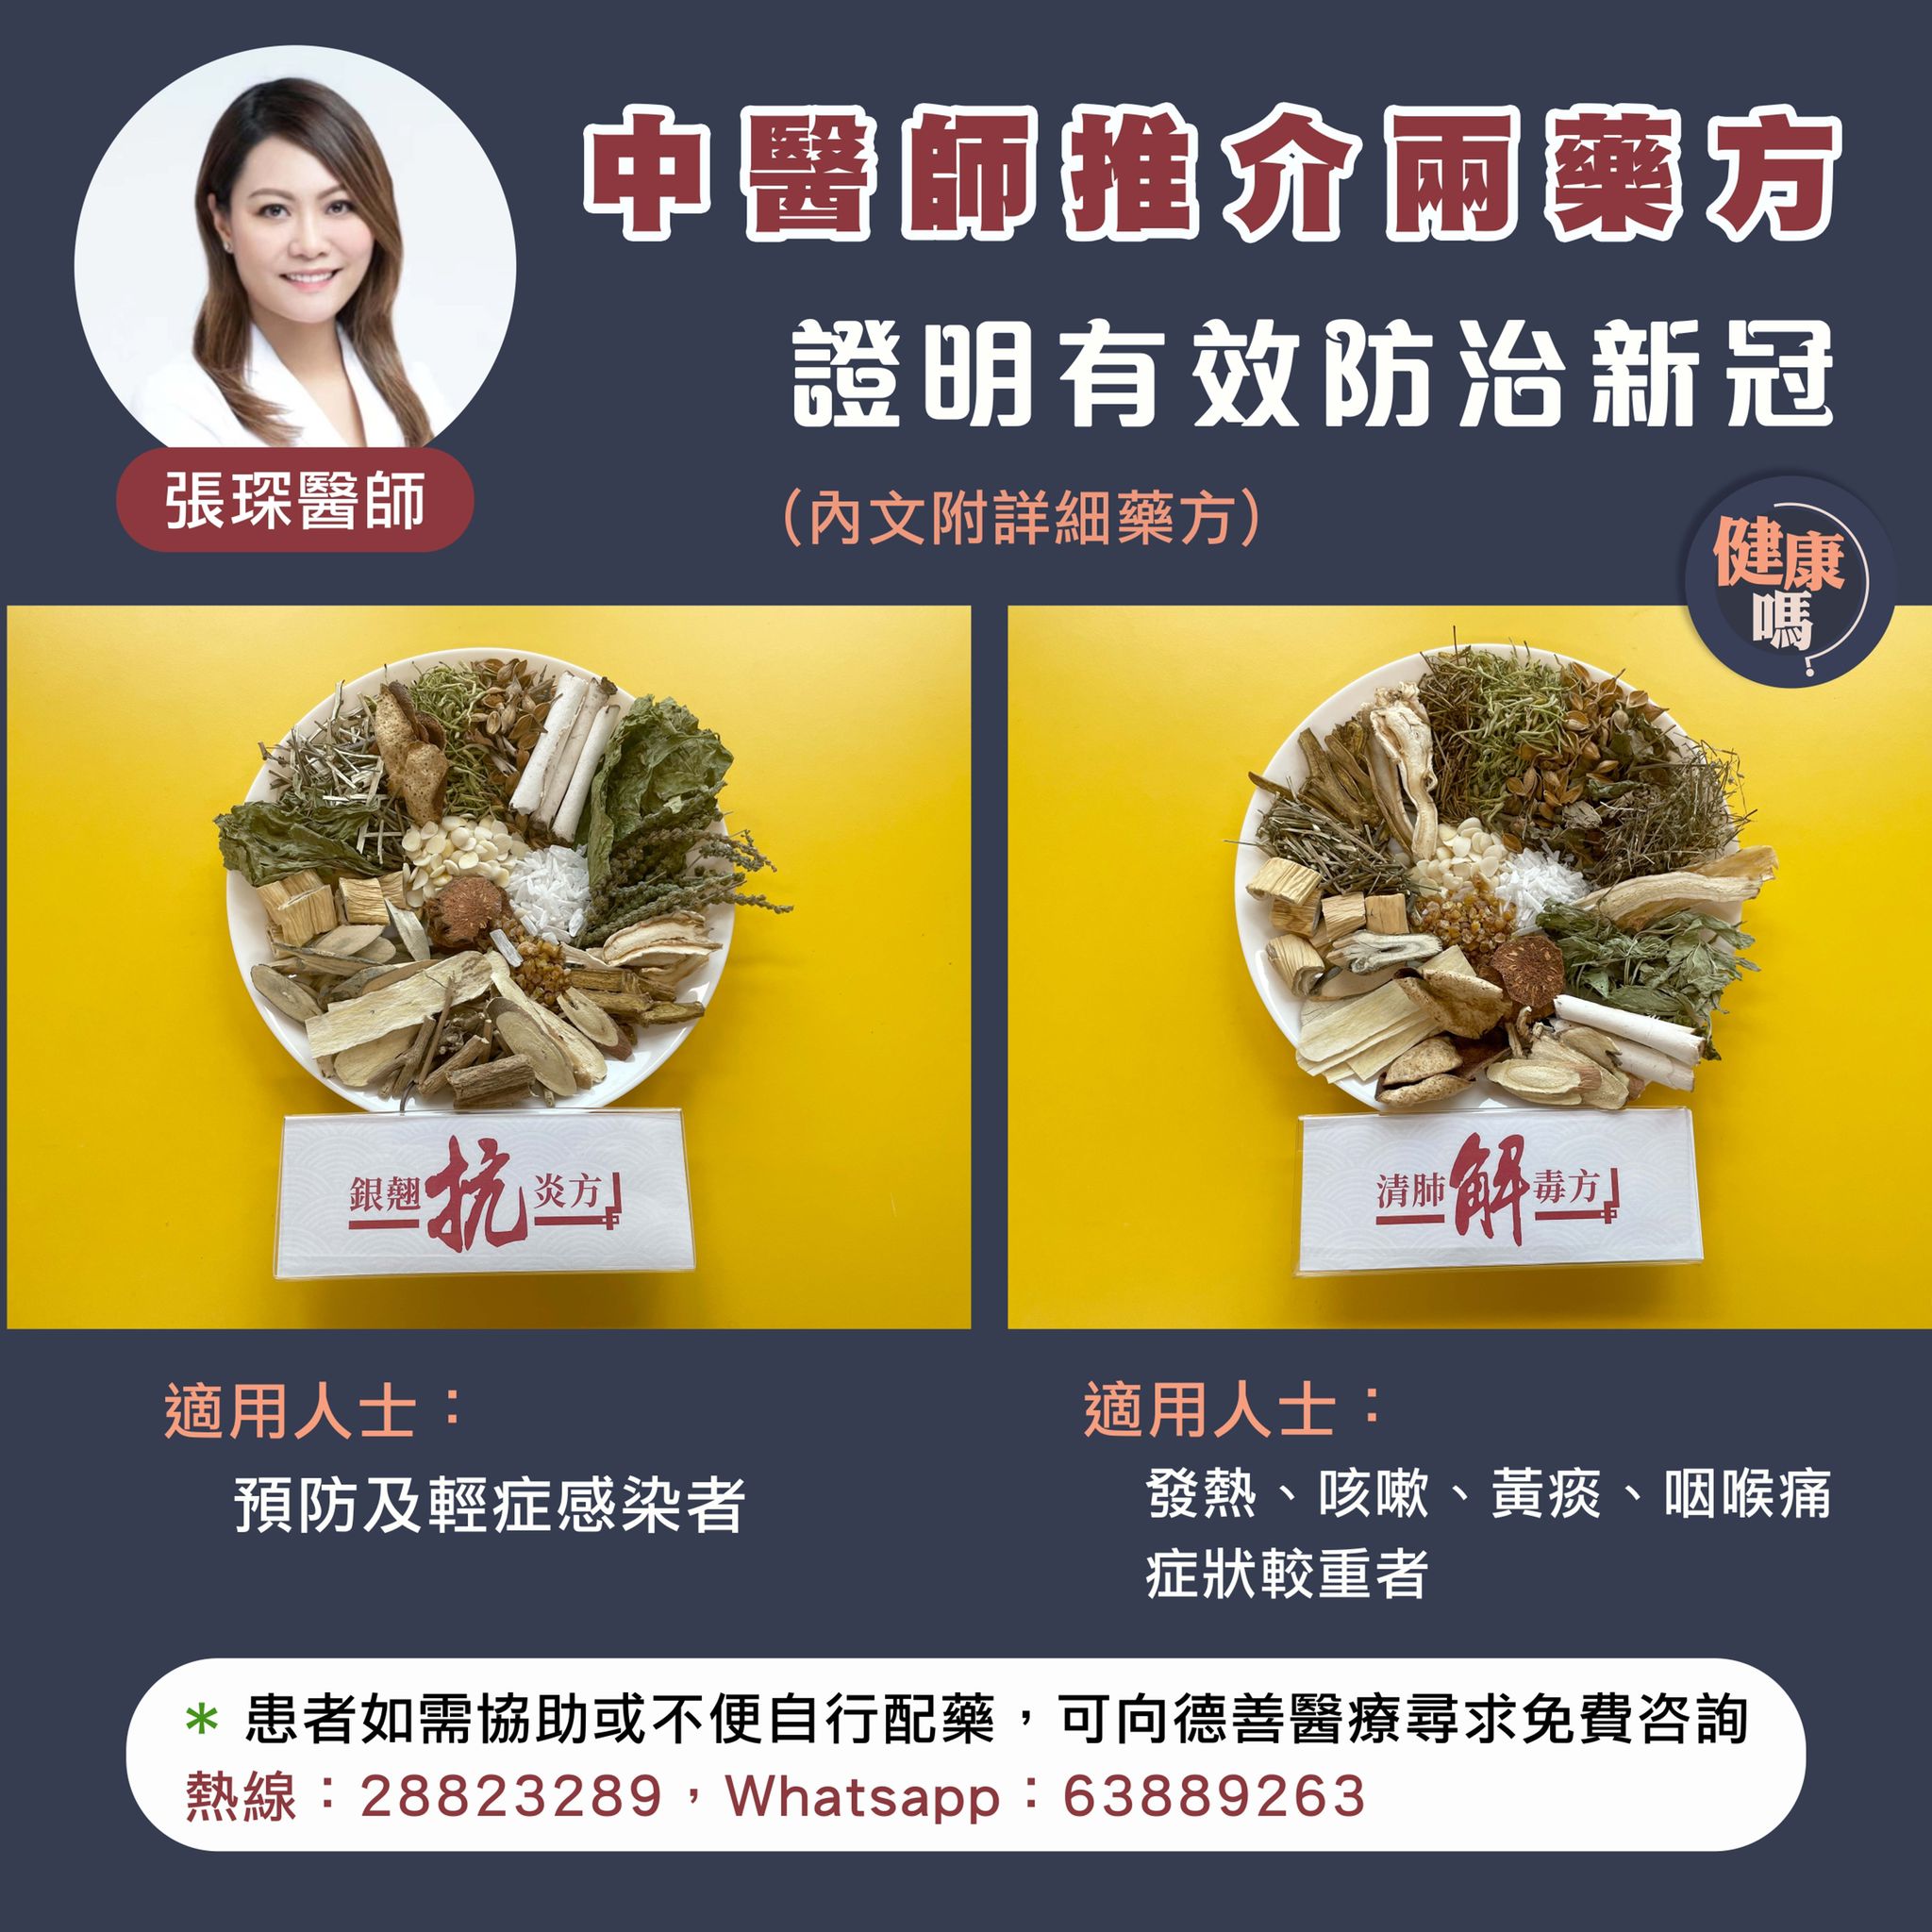 中醫師推介兩藥方
證明有效防治新冠
張琛醫師
（內文附詳細藥方）
健康
嗎?
銀翹抗炎方
清肺解毒方
適用人士：
預防及輕症感染者
適用人士：
發熱、咳嗽、黃痰、咽喉痛
症狀較重者
* 患者如需協助或不便自行配藥，可向德善醫療尋求免費咨詢
熱線：28823289，Whatsapp：63889263